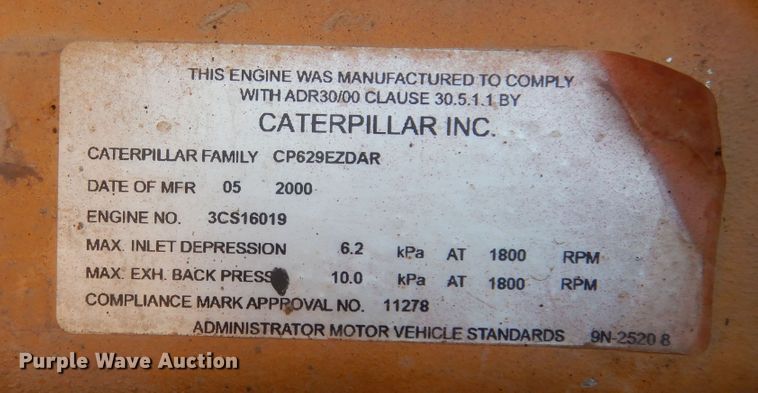 THIS ENGINE WAS MANUFACTURED TO COMPLY
WITH ADR30/00 CLAUSE 30.5.1.1 BY
CATERPILLAR INC.
CATERPILLAR FAMILY CP629EZDAR
DATE OF MFR 05 2000
ENGINE NO. 3CS16019
MAX. INLET DEPRESSION 6.2 kPa AT 1800 RPM
MAX. EXH. BACK PRESS 10.0 kPa AT 1800 RPM
COMPLIANCE MARK APPROVAL NO. 11278
ADMINISTRATOR MOTOR VEHICLE STANDARDS 9N-2520 8
Purple Wave Auction